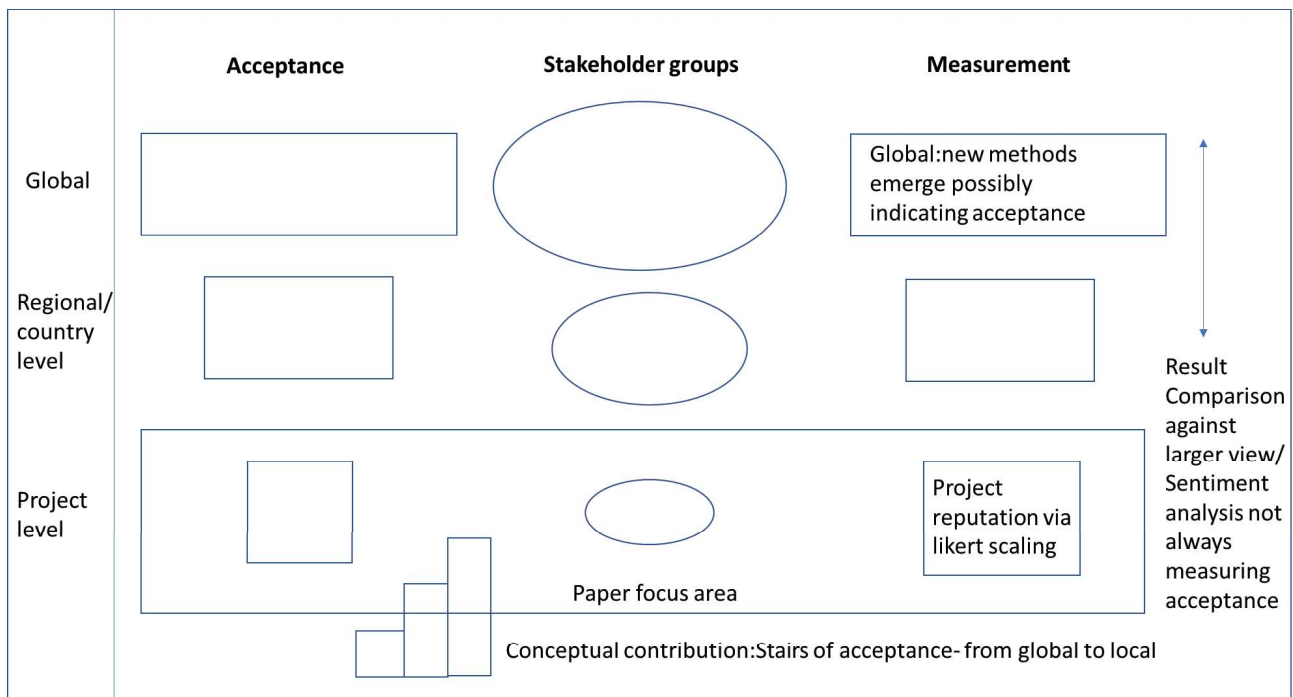 Acceptance
Stakeholder groups
Measurement
Global
Global:new methods
emerge possibly
indicating acceptance
Regional/
country
level
Result
Comparison
against
larger view/
Sentiment
analysis not
always
measuring
acceptance
Project
level
Project
reputation via
likert scaling
Paper focus area
Conceptual contribution:Stairs of acceptance- from global to local